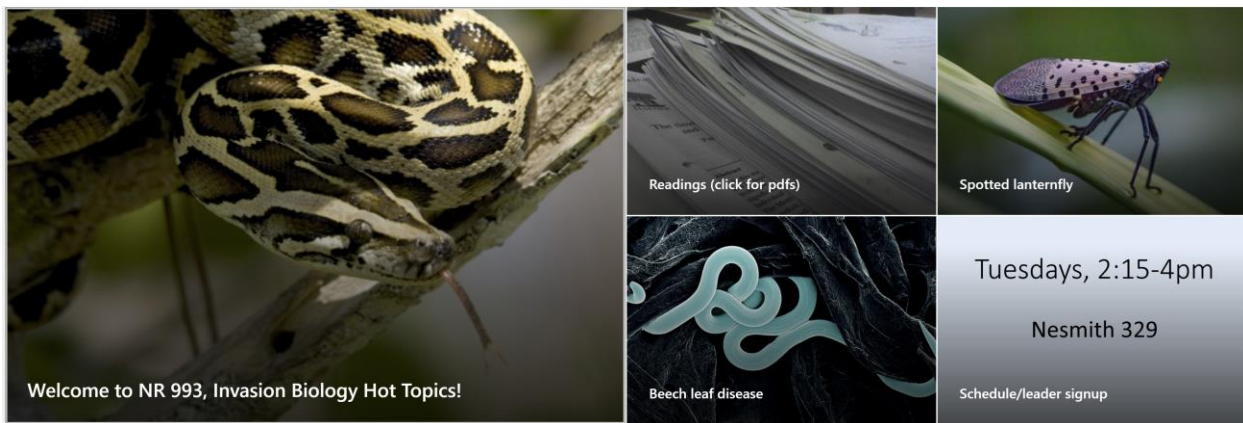 Welcome to NR 993, Invasion Biology Hot Topics!
Readings (click for pdfs)
Spotted lanternfly
Beech leaf disease
Tuesdays, 2:15-4pm
Nesmith 329
Schedule/leader signup